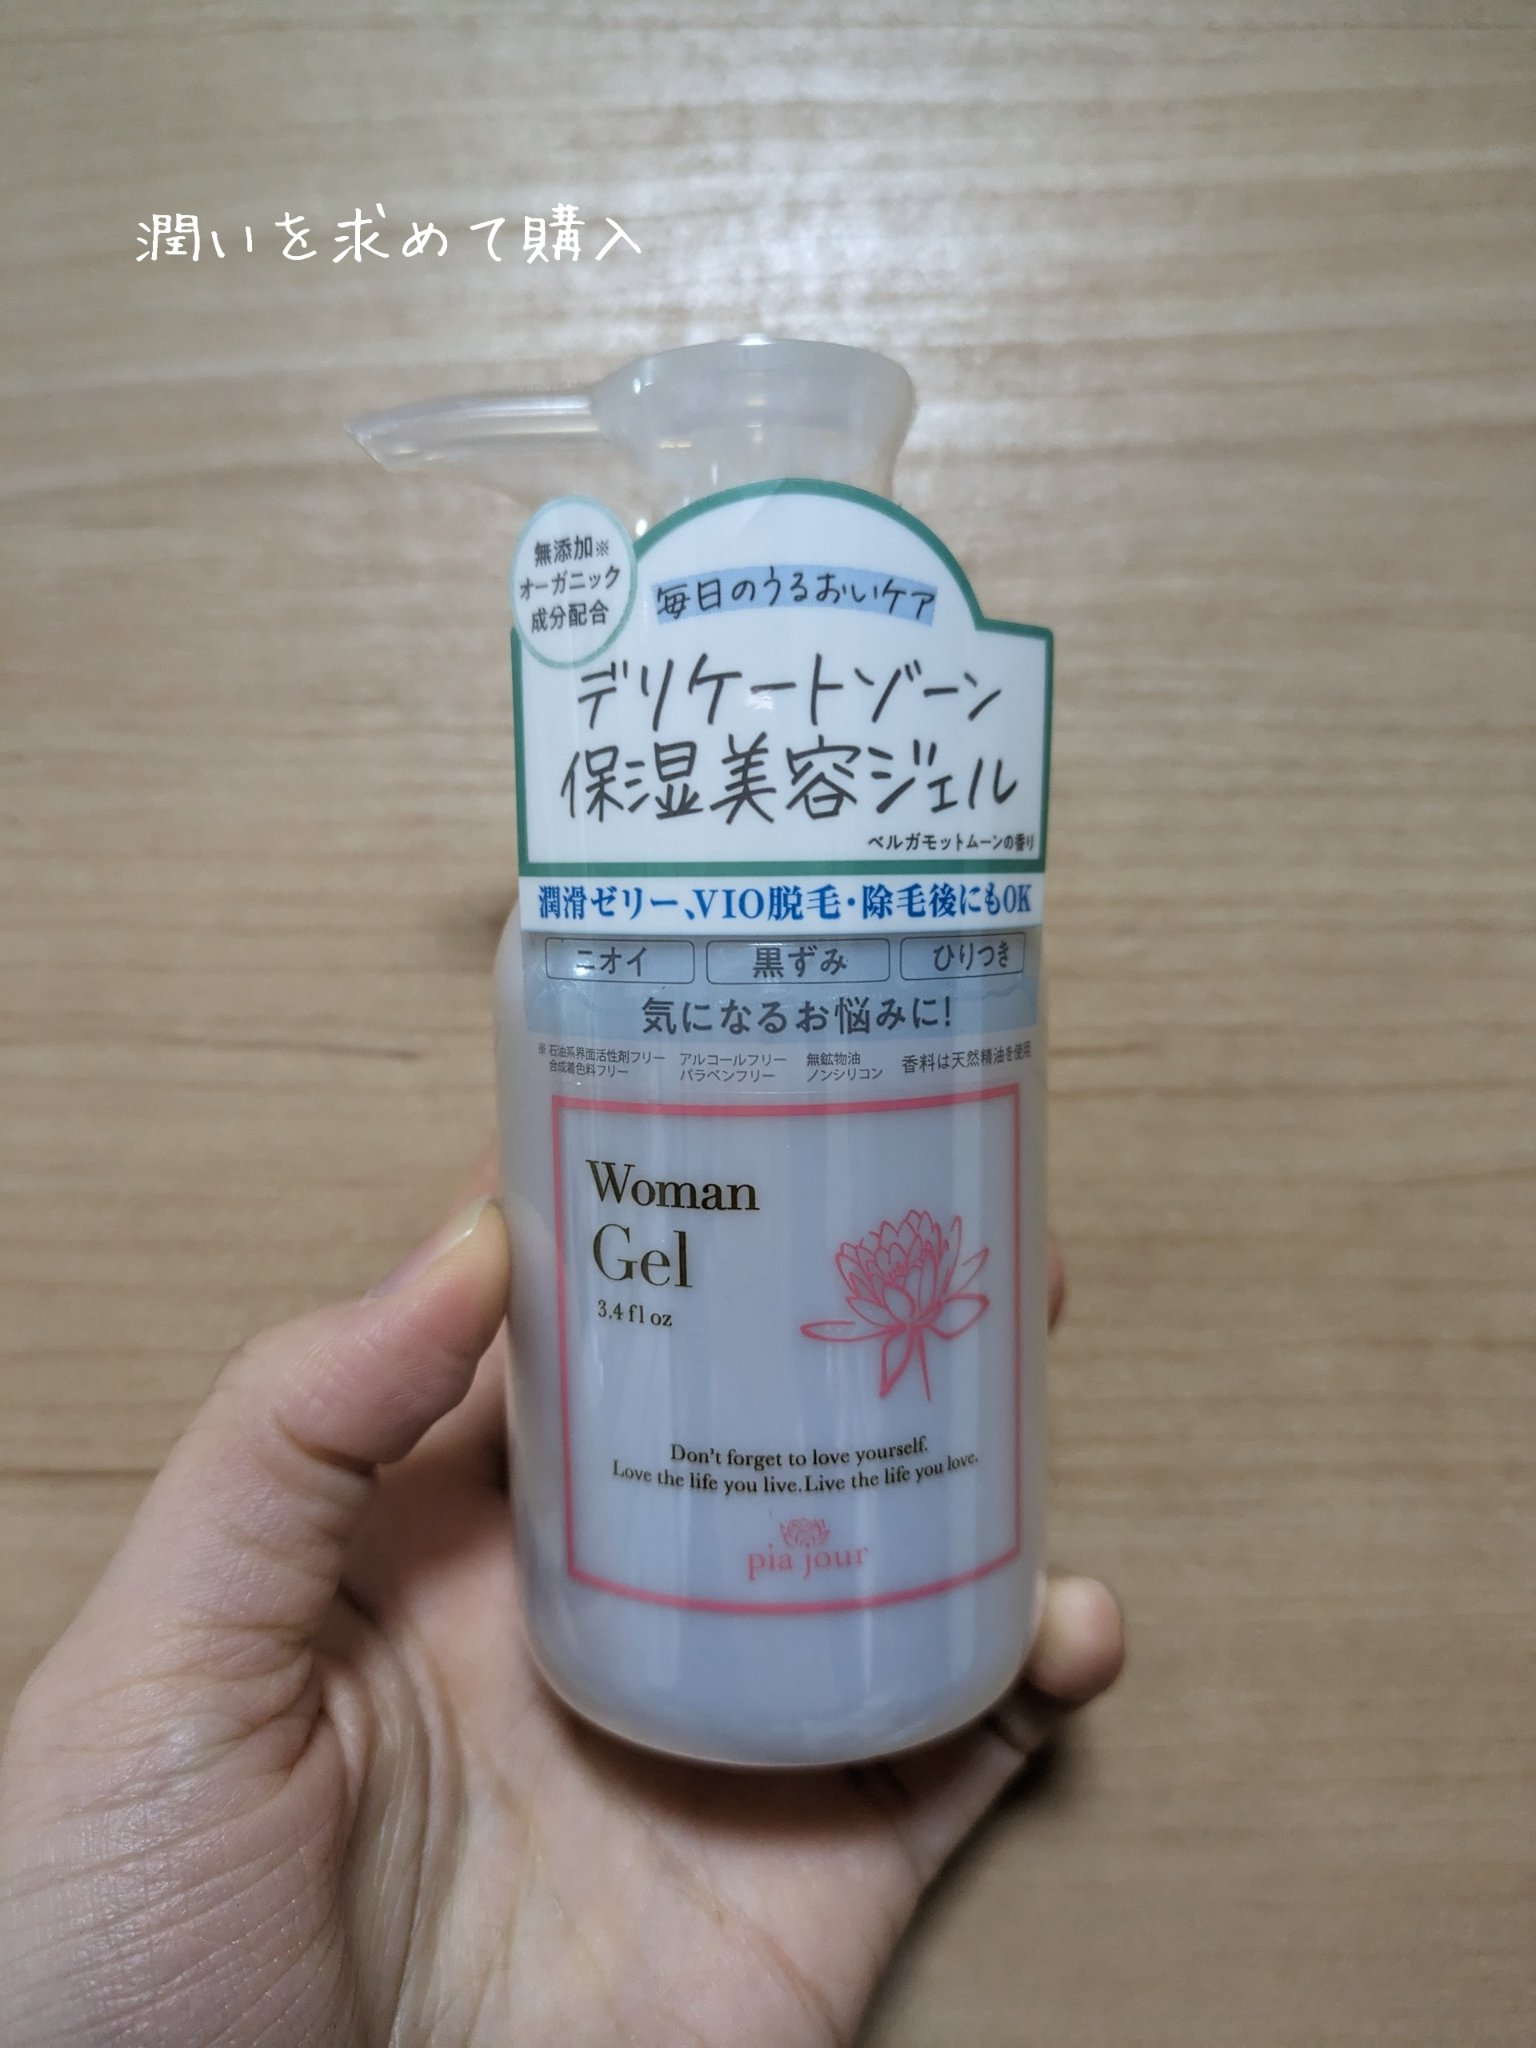 潤いを求めて購入
無添加※
オーガニック
成分配合
毎日のうるおいケア
デリケートゾーン
保湿美容ジェル
ベルガモットムーンの香り
潤滑ゼリー、VIO脱毛・除毛後にもOK
ニオイ 黒ずみ ひりつき
気になるお悩みに!
※石油系界面活性剤フリー アルコールフリー 無鉱物油 香料は天然精油を使用
合成着色料フリー パラベンフリー ノンシリコン
Woman
Gel
3.4 fl oz
Don't forget to love yourself.
Love the life you live.Live the life you love.
pia jour